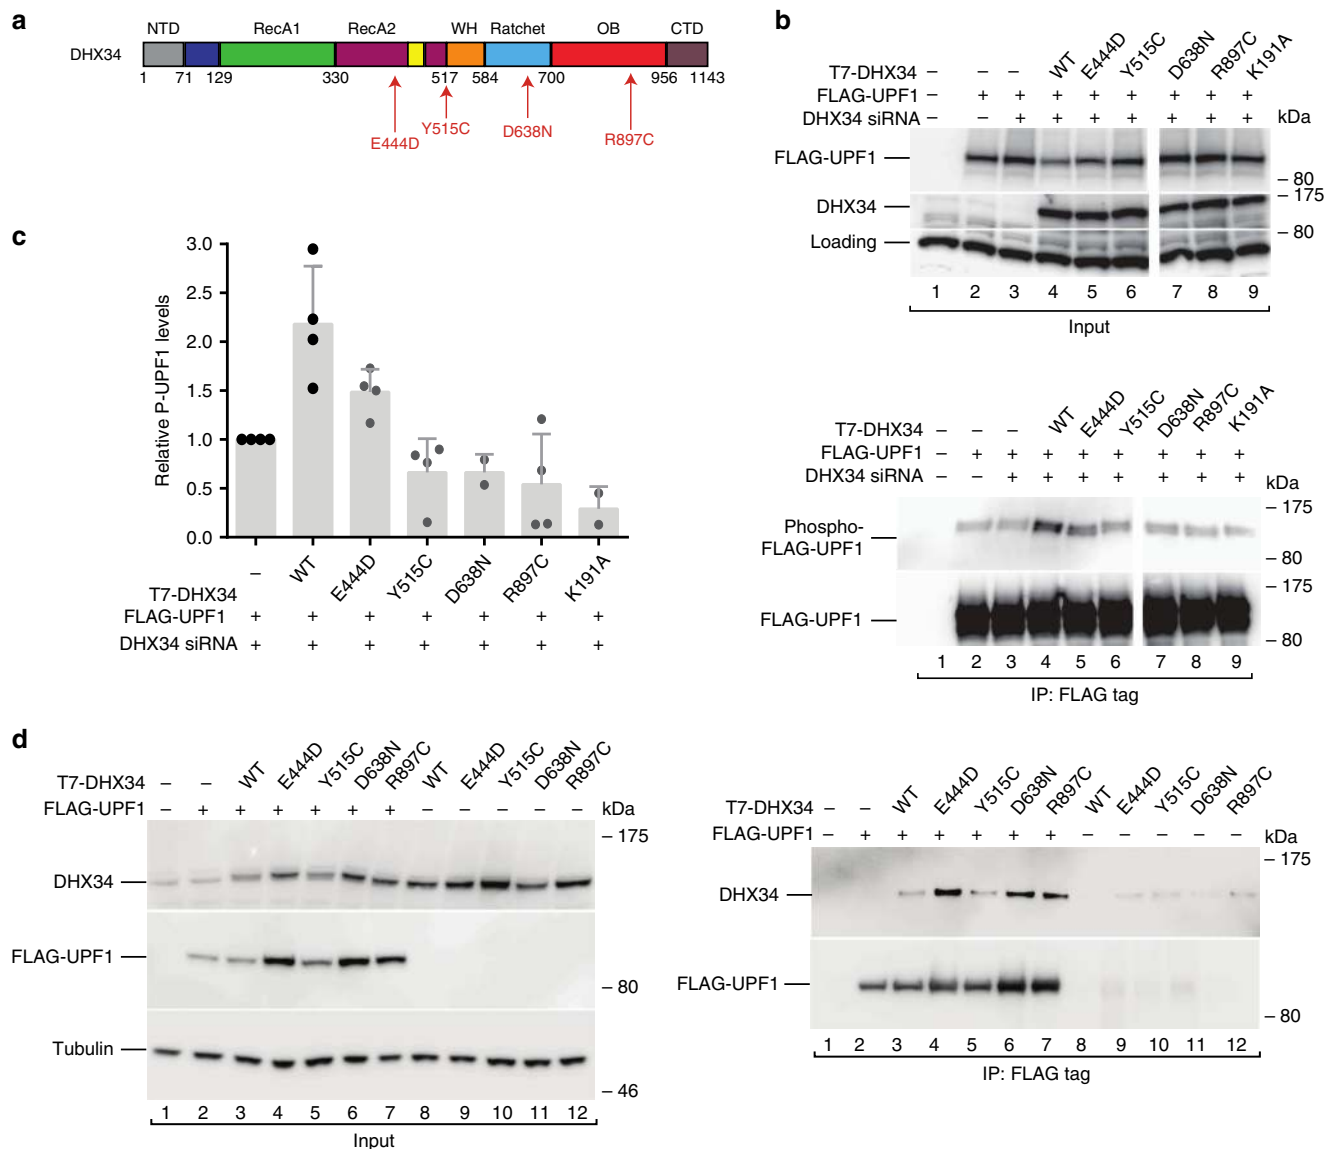 a
NTD RecA1 RecA2 WH Ratchet OB CTD
DHX34
1 71 129 330 517 584 700 956 1143
E444D Y515C D638N R897C
b
T7-DHX34 – – – WT E444D Y515C D638N R897C K191A
FLAG-UPF1 – + + + + + + + +
DHX34 siRNA – – + + + + + + +
kDa
FLAG-UPF1
– 80
– 175
DHX34
– 80
Loading
1 2 3 4 5 6 7 8 9
Input
T7-DHX34 – – – WT E444D Y515C D638N R897C K191A
FLAG-UPF1 – + + + + + + + +
DHX34 siRNA – – + + + + + + +
kDa
– 175
Phospho-
FLAG-UPF1
– 80
– 175
FLAG-UPF1
– 80
1 2 3 4 5 6 7 8 9
IP: FLAG tag
c
Relative P-UPF1 levels
3.0
2.5
2.0
1.5
1.0
0.5
0.0
T7-DHX34 – WT E444D Y515C D638N R897C K191A
FLAG-UPF1 + + + + + + +
DHX34 siRNA + + + + + + +
d
T7-DHX34 – – WT E444D Y515C D638N R897C WT E444D Y515C D638N R897C
FLAG-UPF1 – + + + + + + – – – – –
kDa
– 175
DHX34
FLAG-UPF1
– 80
Tubulin
– 46
1 2 3 4 5 6 7 8 9 10 11 12
Input
T7-DHX34 – – WT E444D Y515C D638N R897C WT E444D Y515C D638N R897C
FLAG-UPF1 – + + + + + + – – – – –
kDa
– 175
DHX34
FLAG-UPF1
– 80
1 2 3 4 5 6 7 8 9 10 11 12
IP: FLAG tag